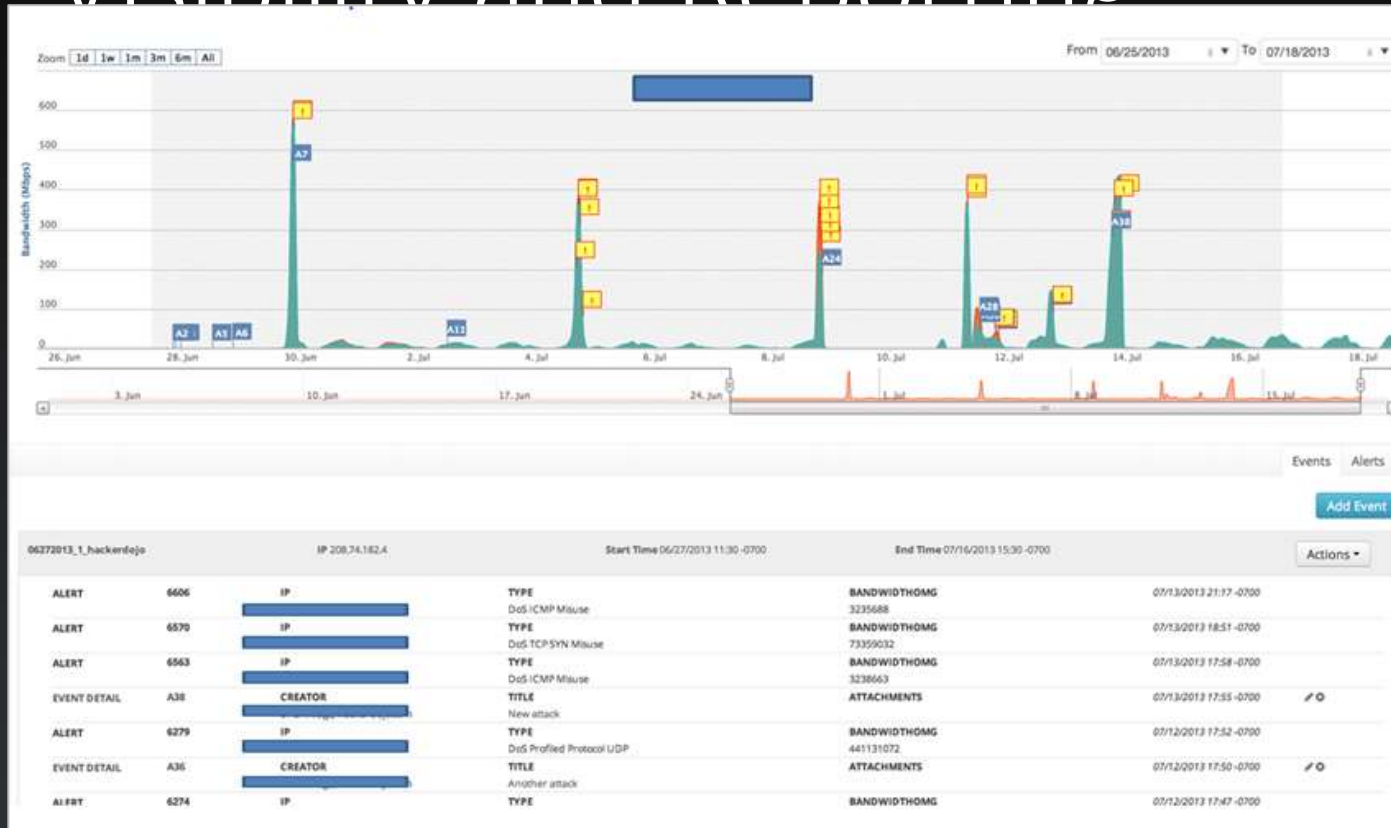 Zoom 1d 1w 1m 3m 6m All
From 06/25/2013 To 07/18/2013
Bandwidth (Mbps)
600
500
400
300
200
100
0
A2 A5 A6 A7 A11 A24 A28 A38
26. Jun 28. Jun 30. Jun 2. Jul 4. Jul 6. Jul 8. Jul 10. Jul 12. Jul 14. Jul 16. Jul 18. Jul
3. Jun 10. Jun 17. Jun 24. Jun 1. Jul 8. Jul 15. Jul
Events Alerts
Add Event
06272013_1_hackerdojo IP 208.74.182.4 Start Time 06/27/2013 11:30 -0700 End Time 07/16/2013 15:30 -0700 Actions
ALERT 6606 IP TYPE BANDWIDTHOMG 07/13/2013 21:17 -0700
DoS ICMP Misuse 3235688
ALERT 6570 IP TYPE BANDWIDTHOMG 07/13/2013 18:51 -0700
DoS TCP SYN Misuse 73359032
ALERT 6563 IP TYPE BANDWIDTHOMG 07/13/2013 17:58 -0700
DoS ICMP Misuse 3238663
EVENT DETAIL A38 CREATOR TITLE ATTACHMENTS 07/13/2013 17:55 -0700
New attack
ALERT 6279 IP TYPE BANDWIDTHOMG 07/12/2013 17:52 -0700
DoS Profiled Protocol UDP 441131072
EVENT DETAIL A36 CREATOR TITLE ATTACHMENTS 07/12/2013 17:50 -0700
Another attack
ALERT 6274 IP TYPE BANDWIDTHOMG 07/12/2013 17:47 -0700